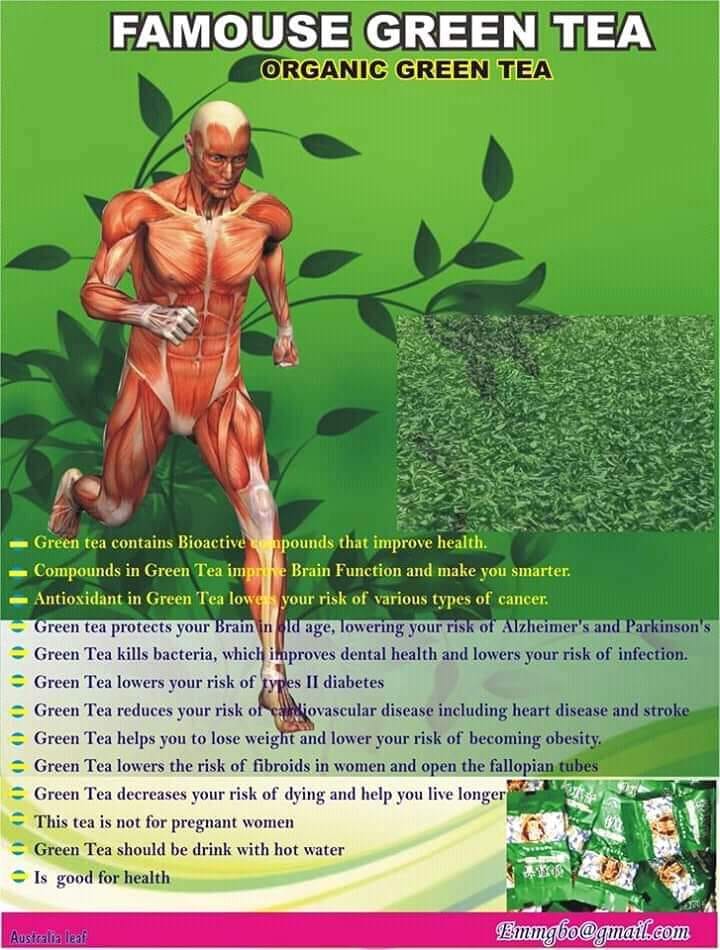 FAMOUSE GREEN TEA
ORGANIC GREEN TEA
Green tea contains Bioactive compounds that improve health.
Compounds in Green Tea improve Brain Function and make you smarter.
Antioxidant in Green Tea lowers your risk of various types of cancer.
Green tea protects your Brain in old age, lowering your risk of Alzheimer's and Parkinson's
Green Tea kills bacteria, which improves dental health and lowers your risk of infection.
Green Tea lowers your risk of types II diabetes
Green Tea reduces your risk of cardiovascular disease including heart disease and stroke
Green Tea helps you to lose weight and lower your risk of becoming obesity.
Green Tea lowers the risk of fibroids in women and open the fallopian tubes
Green Tea decreases your risk of dying and help you live longer
This tea is not for pregnant women
Green Tea should be drink with hot water
Is good for health
Australia leaf
Emmgbo@gmail.com